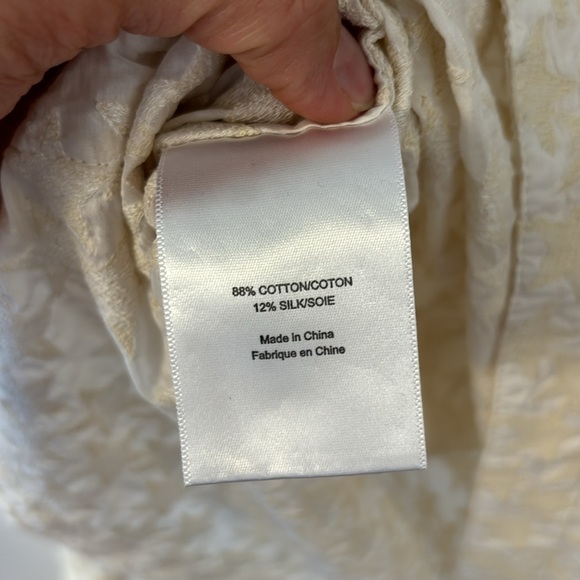 88% COTTON/COTON
12% SILK/SOIE
Made in China
Fabrique en Chine